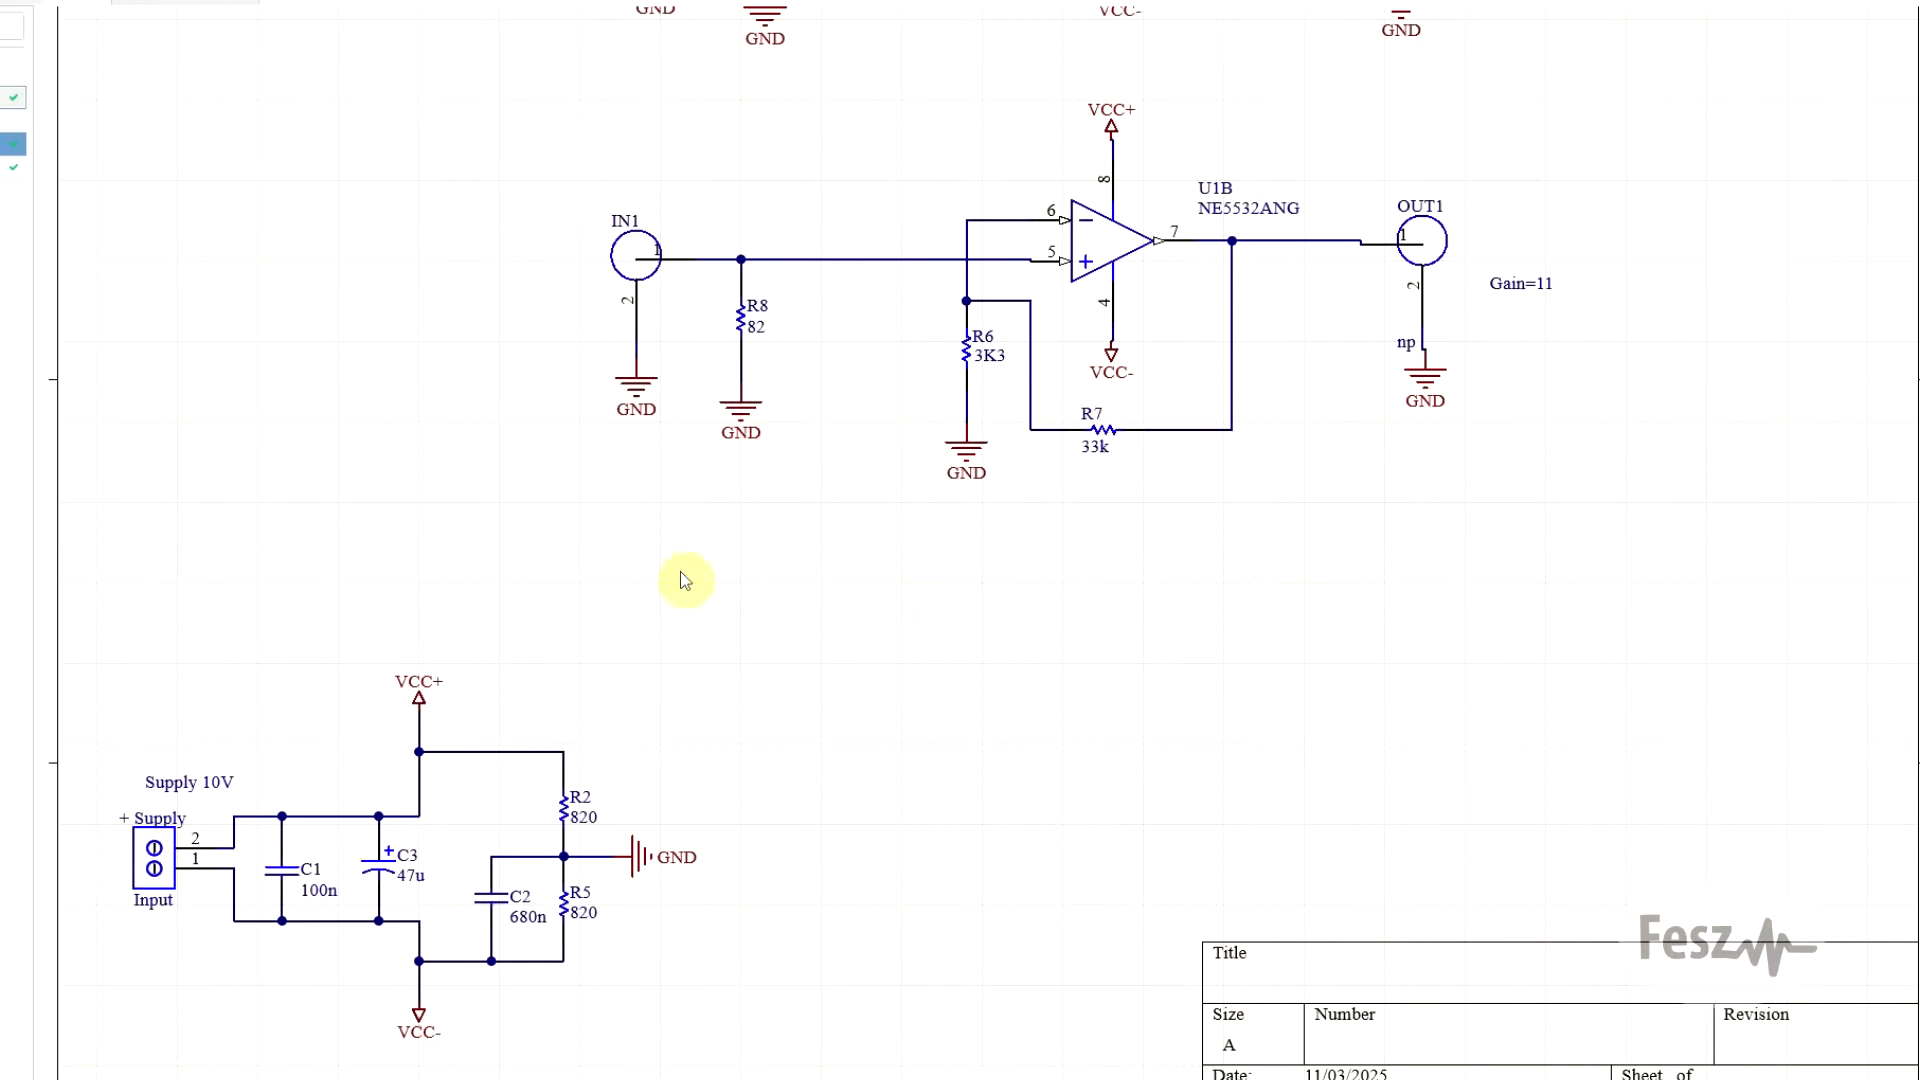 GND
GND
VCC-
GND
VCC+
8
U1B
NE5532ANG
IN1
1
2
GND
R8
82
GND
6
5
7
4
VCC-
R6
3K3
GND
R7
33k
OUT1
1
2
np
GND
Gain=11
VCC+
Supply 10V
+ Supply
2
1
Input
C1
100n
C3
47u
R2
820
GND
C2
680n
R5
820
VCC-
Fesz
Title
Size
A
Number
Revision
Date:
11/03/2025
Sheet of